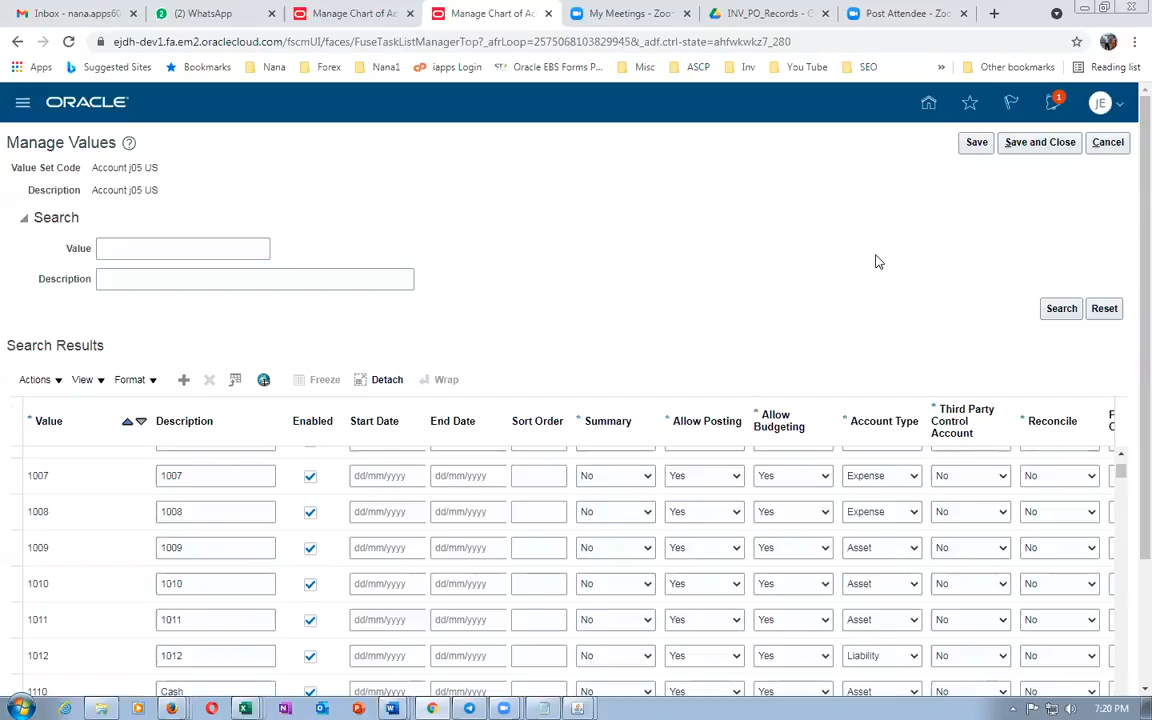 Inbox - nana.apps60
(2) WhatsApp
Manage Chart of Ac
Manage Chart of Ac
My Meetings - Zoo
INV_PO_Records - G
Post Attendee - Zoo
ejdh-dev1.fa.em2.oraclecloud.com/fscmUI/faces/FuseTaskListManagerTop?_afrLoop=2575068103829945&_adf.ctrl-state=ahfwkwkz7_280
Apps Suggested Sites Bookmarks Nana Forex Nana1 iapps Login Oracle EBS Forms P... Misc ASCP Inv You Tube SEO » Other bookmarks Reading list
ORACLE 1 JE
Manage Values ? Save Save and Close Cancel
Value Set Code Account j05 US
Description Account j05 US
Search
Value
Description
Search Reset
Search Results
Actions View Format Freeze Detach Wrap
* Value Description Enabled Start Date End Date Sort Order * Summary * Allow Posting * Allow Budgeting * Account Type * Third Party Control Account * Reconcile
1007 1007 dd/mm/yyyy dd/mm/yyyy No Yes Yes Expense No No
1008 1008 dd/mm/yyyy dd/mm/yyyy No Yes Yes Expense No No
1009 1009 dd/mm/yyyy dd/mm/yyyy No Yes Yes Asset No No
1010 1010 dd/mm/yyyy dd/mm/yyyy No Yes Yes Asset No No
1011 1011 dd/mm/yyyy dd/mm/yyyy No Yes Yes Asset No No
1012 1012 dd/mm/yyyy dd/mm/yyyy No Yes Yes Liability No No
1110 Cash dd/mm/yyyy dd/mm/yyyy No Yes Yes Asset No No
7:20 PM